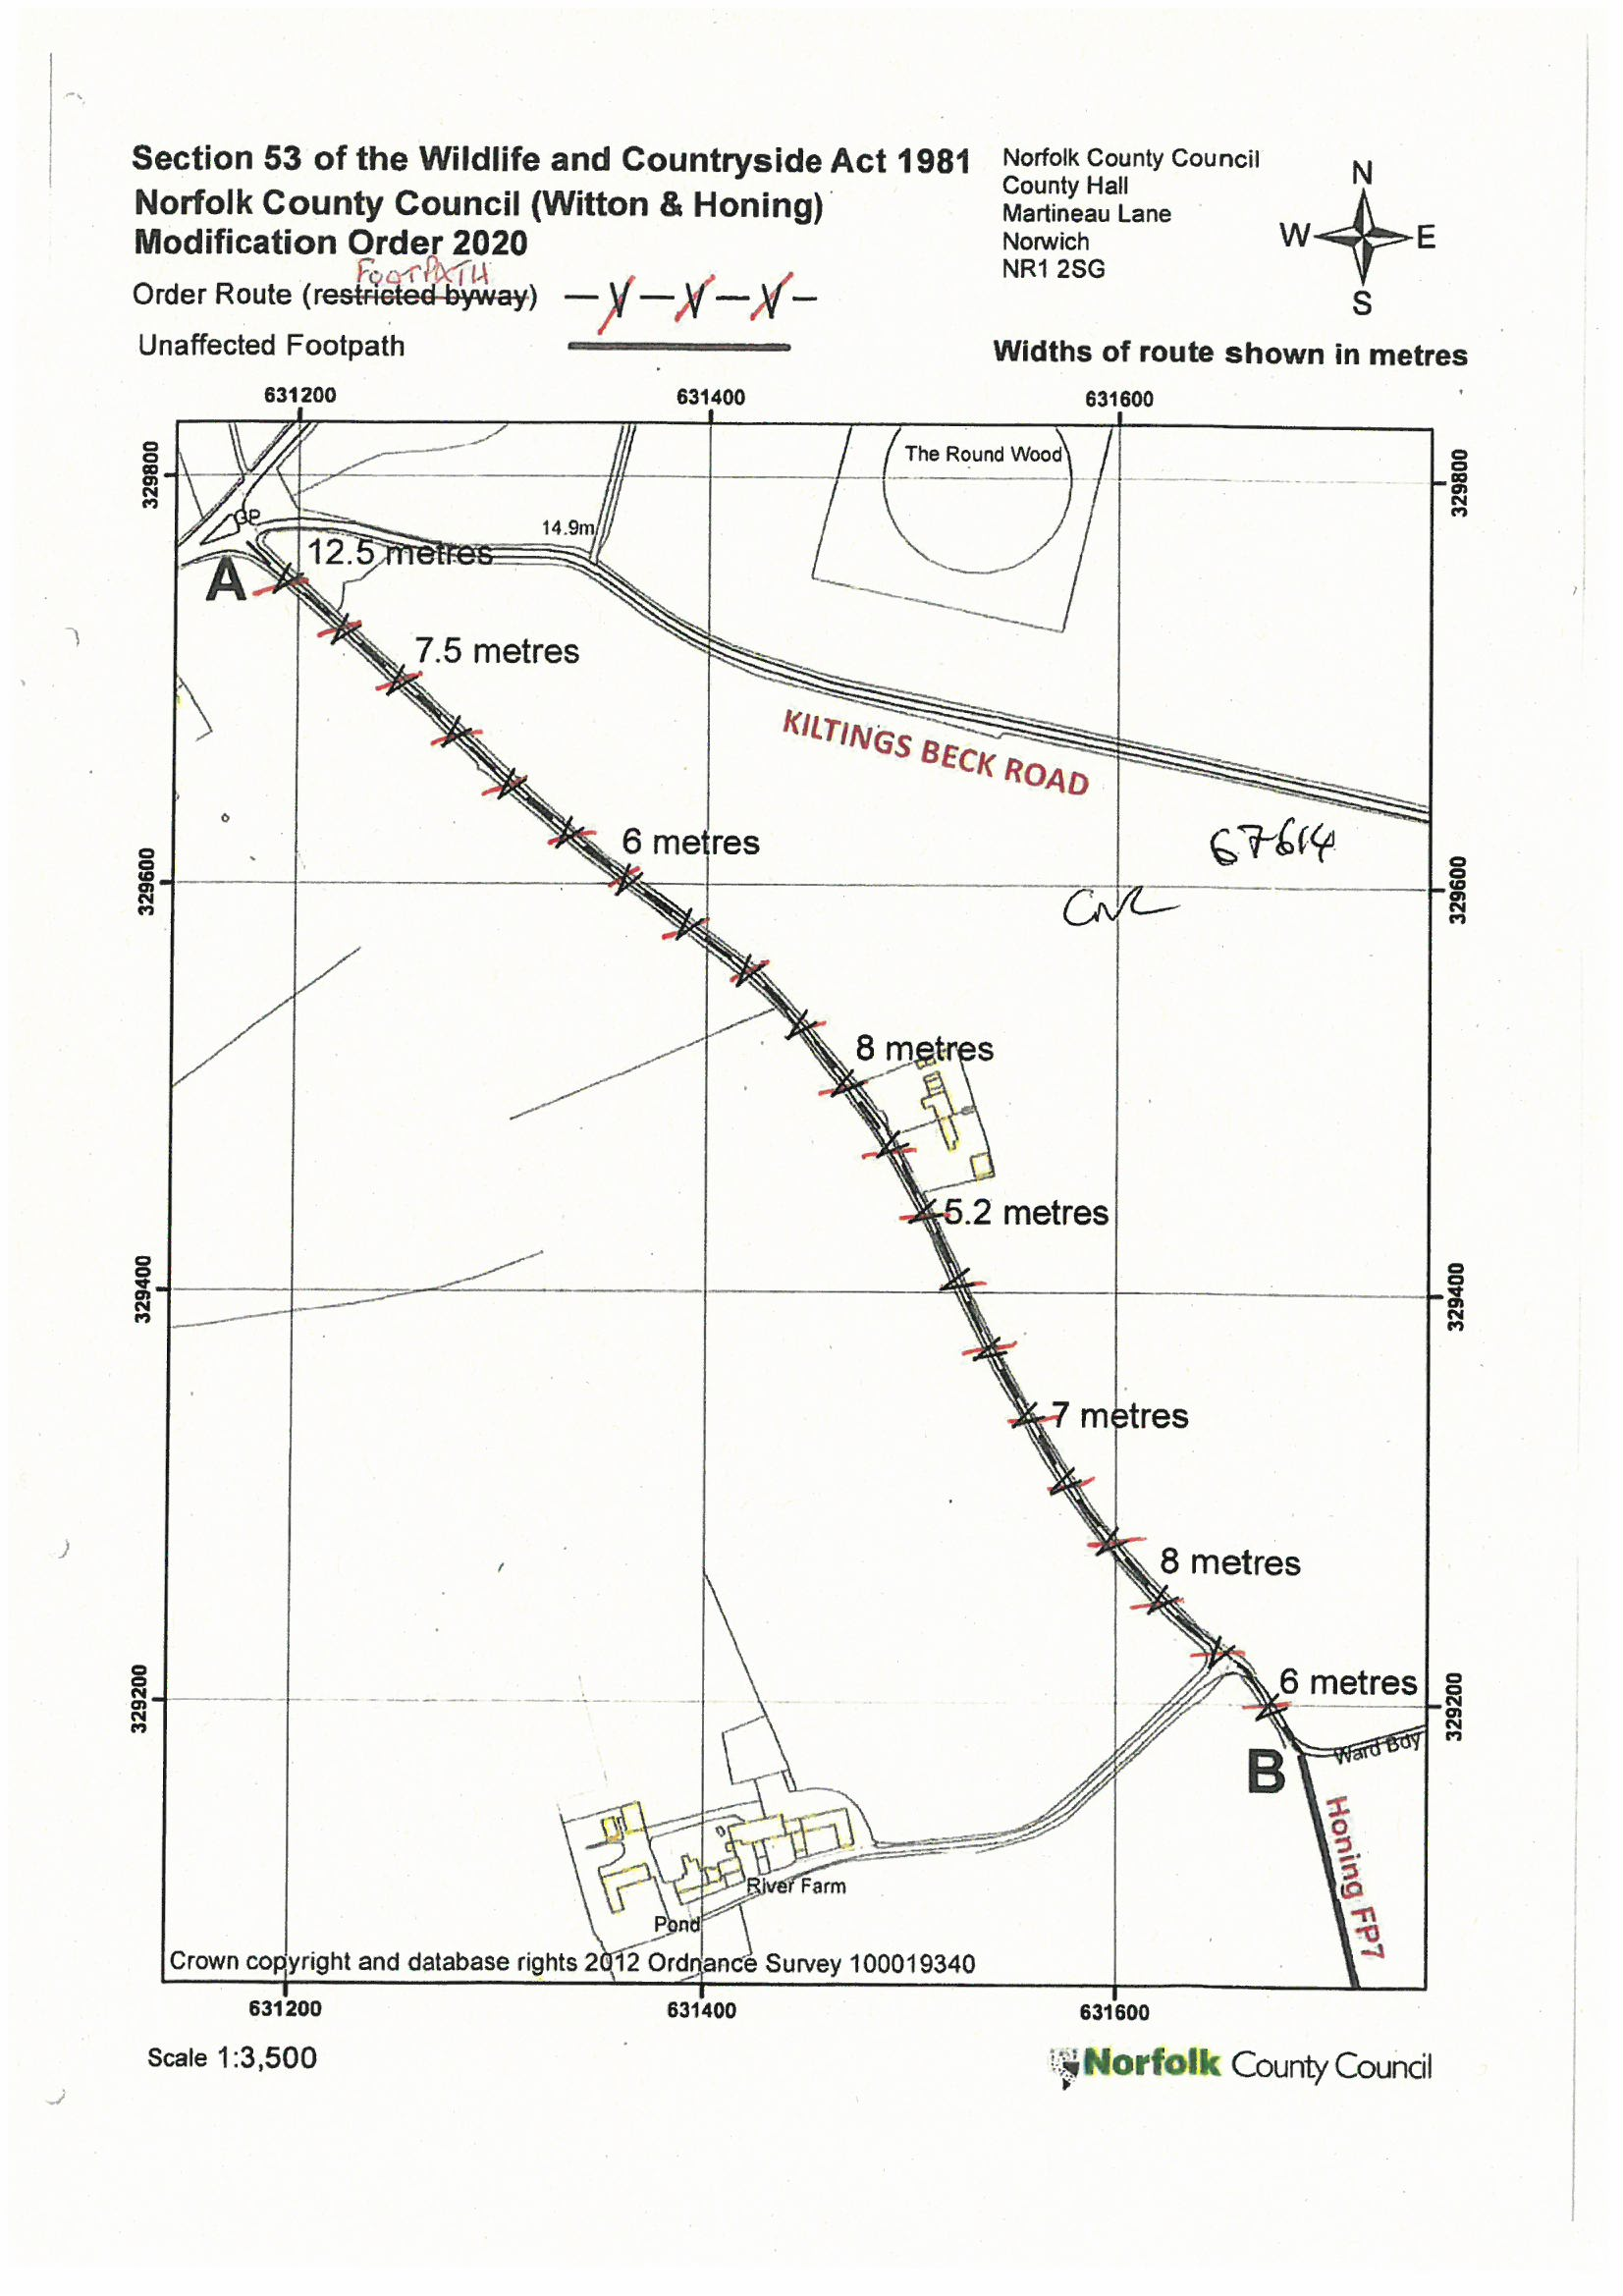 Section 53 of the Wildlife and Countryside Act 1981
Norfolk County Council (Witton & Honing)
Modification Order 2020
FOOTPATH
Order Route (restricted byway)
Unaffected Footpath
Norfolk County Council
County Hall
Martineau Lane
Norwich
NR1 2SG
N
W
E
S
Widths of route shown in metres
631200
631400
631600
329800
329800
The Round Wood
GP
14.9m
12.5 metres
A
7.5 metres
KILTINGS BECK ROAD
6 metres
67614
329600
329600
8 metres
5.2 metres
329400
329400
7 metres
8 metres
6 metres
329200
329200
Ward Bdy
B
Honing FP7
River Farm
Pond
Crown copyright and database rights 2012 Ordnance Survey 100019340
631200
631400
631600
Scale 1:3,500
Norfolk County Council